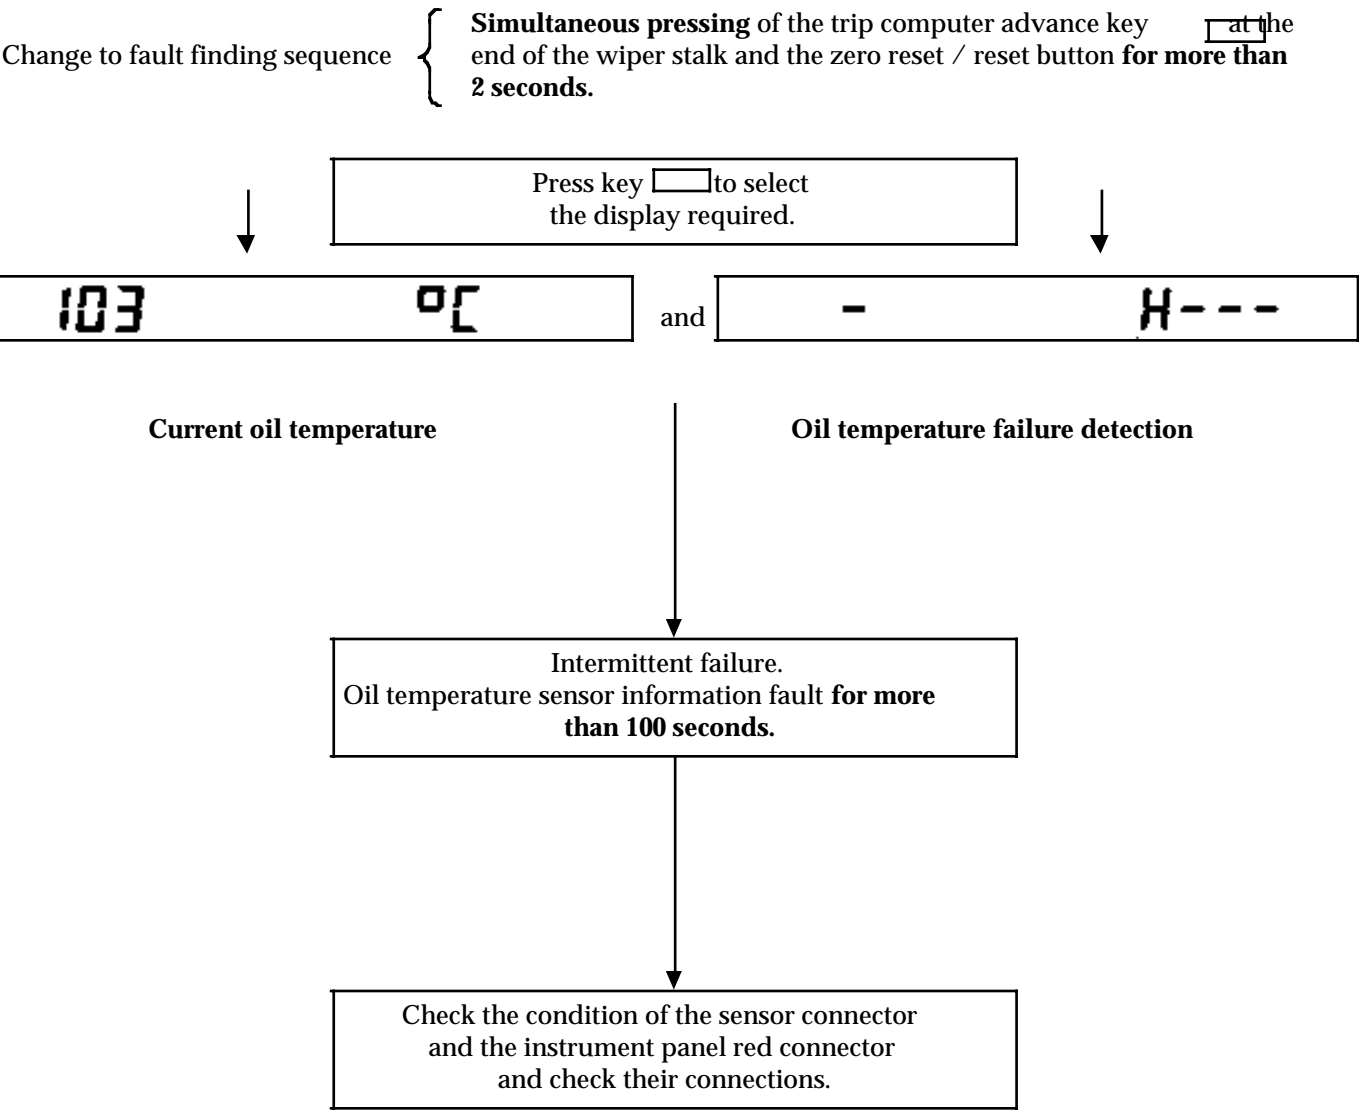 Change to fault finding sequence
Simultaneous pressing of the trip computer advance key at the
end of the wiper stalk and the zero reset / reset button for more than
2 seconds.
Press key to select
the display required.
103 °C
and
- H---
Current oil temperature
Oil temperature failure detection
Intermittent failure.
Oil temperature sensor information fault for more
than 100 seconds.
Check the condition of the sensor connector
and the instrument panel red connector
and check their connections.